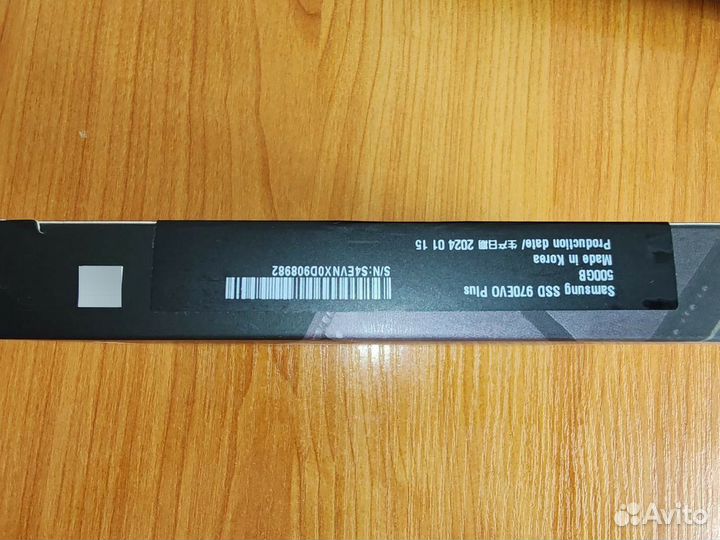 Samsung SSD 970EVO Plus
500GB
Made in Korea
Production date/ 生产日期 2024 01 15
S/N:S4EVNX0D908982
Avito